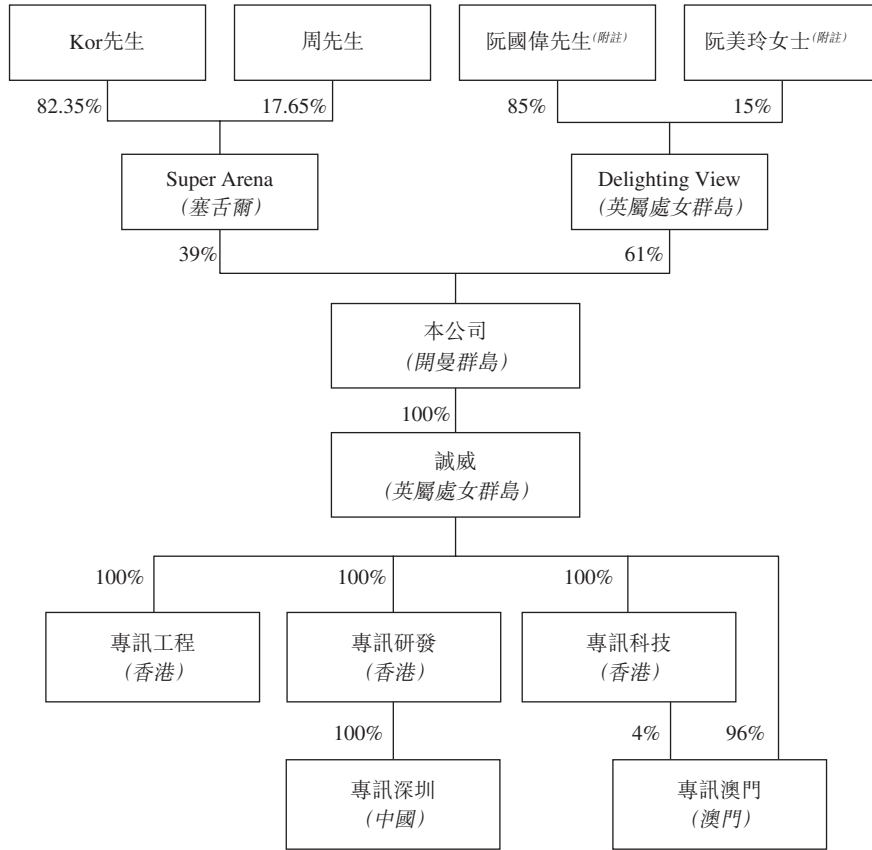 Kor先生
周先生
阮國偉先生(附註)
阮美玲女士(附註)
82.35%
17.65%
85%
15%
Super Arena
(塞舌爾)
Delighting View
(英屬處女群島)
39%
61%
本公司
(開曼群島)
100%
誠威
(英屬處女群島)
100%
100%
100%
專訊工程
(香港)
專訊研發
(香港)
專訊科技
(香港)
100%
4%
96%
專訊深圳
(中國)
專訊澳門
(澳門)